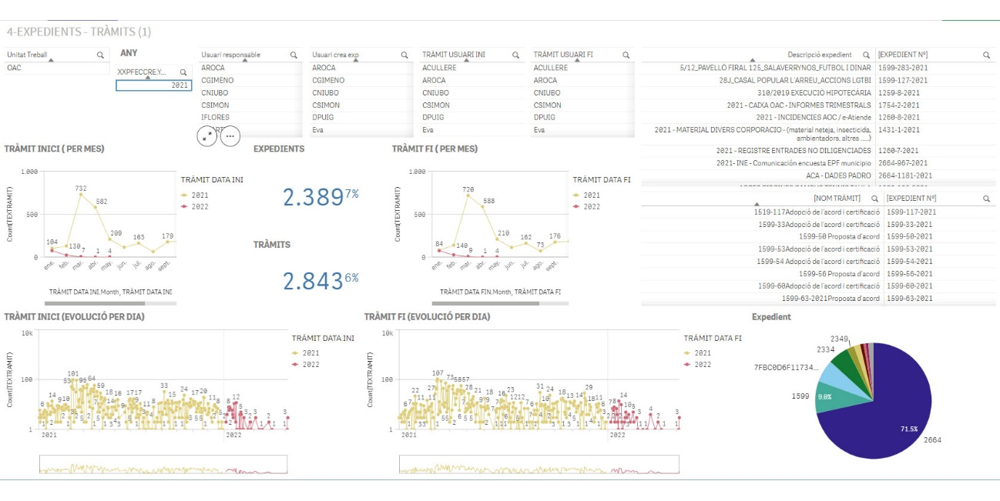 4-EXPEDIENTS - TRÀMITS (1)
Unitat Treball
OAC
ANY
XXPFECCRE.Y...
2021
Usuari responsable
AROCA
CGIMENO
CNIUBO
CSIMON
IFLORES
Usuari crea exp
AROCA
CGIMENO
CNIUBO
CSIMON
DPUIG
Eva
TRÀMIT USUARI INI
ACULLERE
AROCA
CNIUBO
CSIMON
DPUIG
Eva
TRÀMIT USUARI FI
ACULLERE
AROCA
CNIUBO
CSIMON
DPUIG
Eva
Descripció expedient [EXPEDIENT Nº]
5/12_PAVELLÓ FIRAL 125_SALAVERRYNOS_FUTBOL I DINAR 1599-283-2021
28J_CASAL POPULAR L'ARREU_ACCIONS LGTBI 1599-127-2021
310/2019 EXECUCIÓ HIPOTECÀRIA 1259-8-2021
2021 - CAIXA OAC - INFORMES TRIMESTRALS 1754-2-2021
2021 - INCIDENCIES AOC / e-Atiende 1260-8-2021
2021 - MATERIAL DIVERS CORPORACIO - (material neteja, insecticida, 1431-1-2021
ambientadors, altres .....)
2021 - REGISTRE ENTRADES NO DILIGENCIADES 1260-7-2021
2021- INE - Comunicación encuesta EPF municipio 2664-967-2021
ACA - DADES PADRO 2664-1181-2021
[NOM TRÀMIT] [EXPEDIENT Nº]
1519-117Adopció de l'acord i certificació 1599-117-2021
1599-33Adopció de l'acord i certificació 1599-33-2021
1599-50 Proposta d'acord 1599-50-2021
1599-53Adopció de l'acord i certificació 1599-53-2021
1599-54 Adopció de l'acord i certificació 1599-54-2021
1599-56 Proposta d'acord 1599-56-2021
1599-60Adopció de l'acord i certificació 1599-60-2021
1599-63-2021Proposta d'acord 1599-63-2021
TRÀMIT INICI ( PER MES)
Count(TEXTRAMIT)
1.000
500
0
732
582
209
163
179
104
130
7
1
4
ene. feb. mar. abr. may. jun. jul. ago. sept.
TRÀMIT DATA INI.Month, TRÀMIT DATA INI
TRÀMIT DATA INI
2021
2022
EXPEDIENTS
2.389 7%
TRÀMITS
2.843 6%
TRÀMIT FI ( PER MES)
Count(TEXTRAMIT)
1.000
500
0
720
588
210
162
176
84
140
9
1
4
73
ene. feb. mar. abr. may. jun. jul. ago. sept.
TRÀMIT DATA FIN.Month, TRÀMIT DATA FI
TRÀMIT DATA FI
2021
2022
TRÀMIT INICI (EVOLUCIÓ PER DIA)
Count(TEXTRAMIT)
10k
100
1
101
2021
2022
TRÀMIT DATA INI
2021
2022
TRÀMIT FI (EVOLUCIÓ PER DIA)
Count(TEXTRAMIT)
10k
100
1
107
2021
2022
TRÀMIT DATA FI
2021
2022
Expedient
2349
2334
7FBC0D6F11734...
1599
9.0%
71.5%
2664